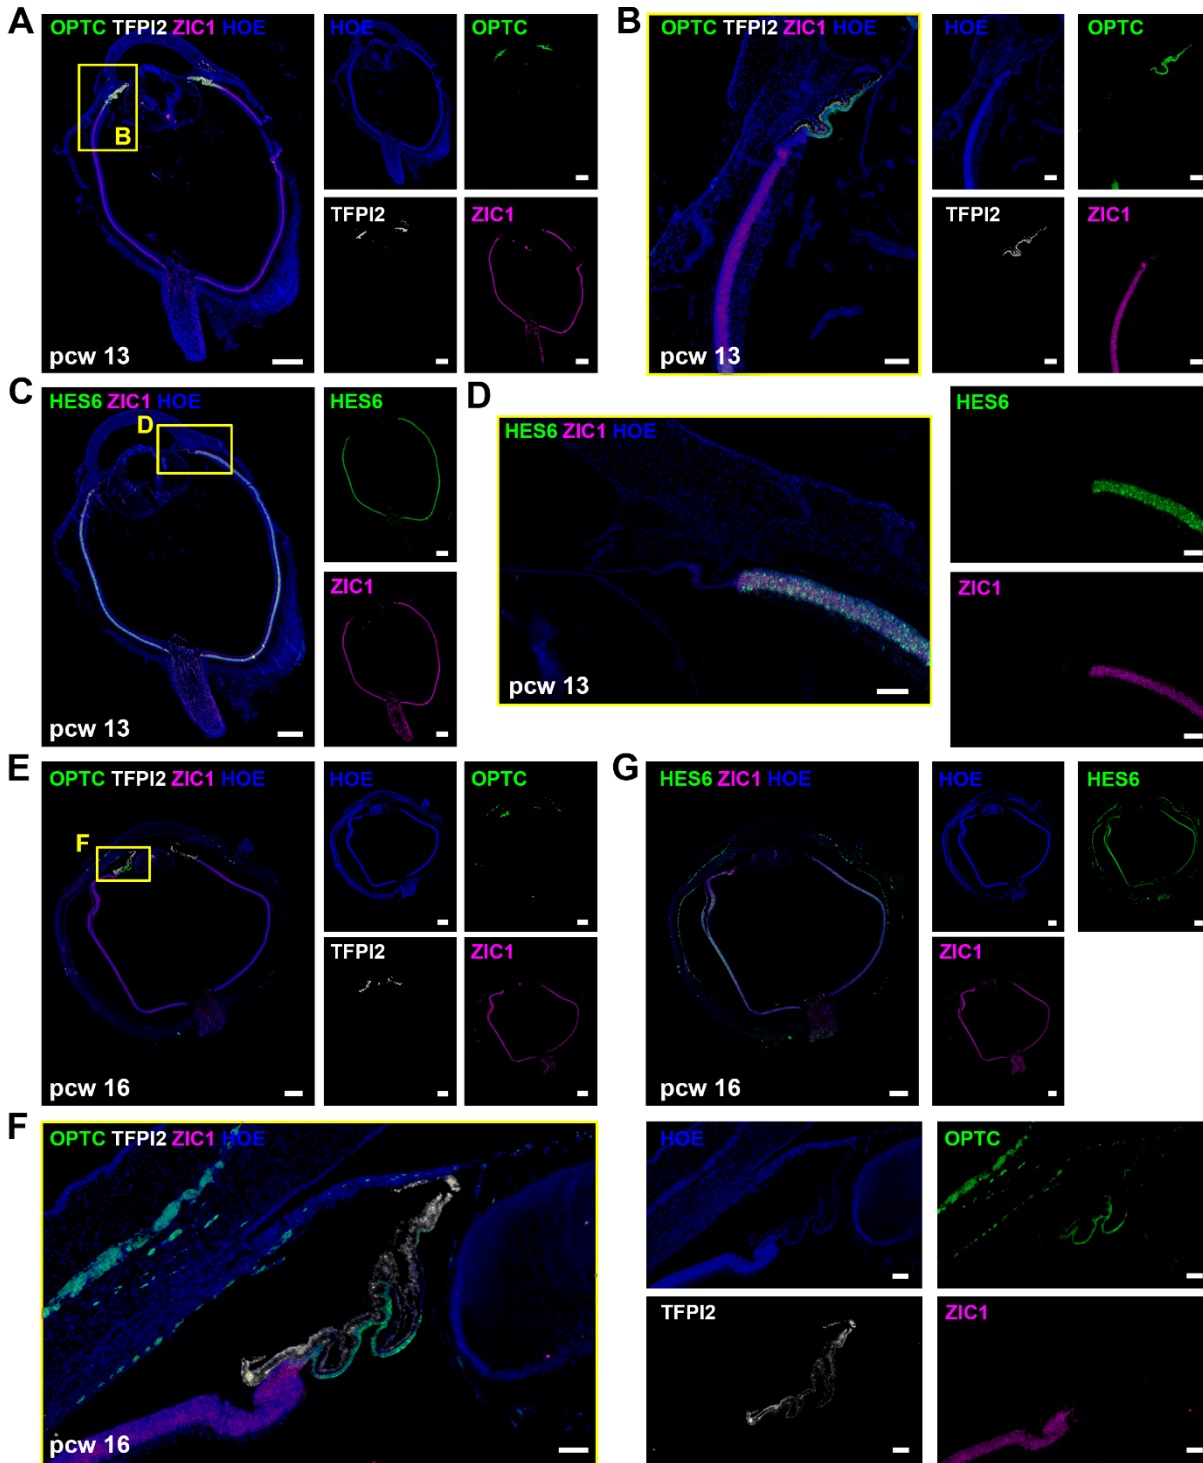 A
OPTC TFPI2 ZIC1 HOE
B
pcw 13
HOE
OPTC
TFPI2
ZIC1
B
OPTC TFPI2 ZIC1 HOE
pcw 13
HOE
OPTC
TFPI2
ZIC1
C
HES6 ZIC1 HOE
D
pcw 13
HES6
ZIC1
D
HES6 ZIC1 HOE
pcw 13
HES6
ZIC1
E
OPTC TFPI2 ZIC1 HOE
F
pcw 16
HOE
OPTC
TFPI2
ZIC1
G
HES6 ZIC1 HOE
pcw 16
HOE
HES6
ZIC1
F
OPTC TFPI2 ZIC1 HOE
pcw 16
HOE
OPTC
TFPI2
ZIC1